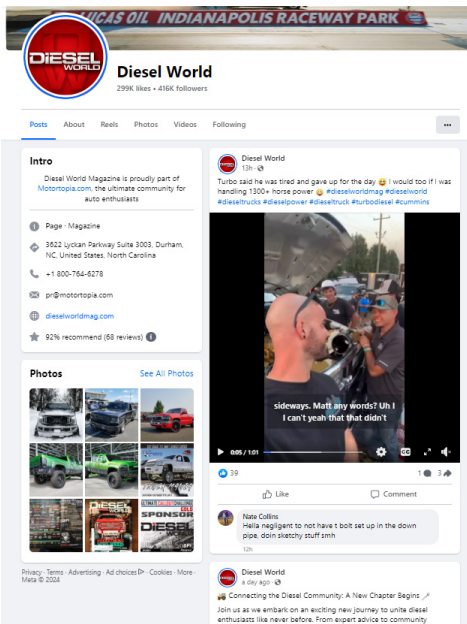 LUCAS OIL INDIANAPOLIS RACEWAY PARK
DIESEL
WORLD
Diesel World
299K likes • 416K followers
Posts About Reels Photos Videos Following
Intro
Diesel World Magazine is proudly part of
Motortopia.com, the ultimate community for
auto enthusiasts
Page · Magazine
3622 Lyckan Parkway Suite 3003, Durham,
NC, United States, North Carolina
+1 800-764-6278
pr@motortopia.com
dieselworldmag.com
92% recommend (68 reviews)
Photos See All Photos
DIESEL
SPONSOR
DIESEL
Privacy · Terms · Advertising · Ad choices · Cookies · More ·
Meta © 2024
Diesel World
13h ·
Turbo said he was tired and gave up for the day 😅 I would too if I was
handling 1300+ horse power 😅 #dieselworldmag #dieselworld
#dieseltrucks #dieselpower #dieseltruck #turbodiesel #cummins
sideways. Matt any words? Uh I
I can't yeah that that didn't
0:05 / 1:01
CC
39 1 3
Like Comment
Nate Collins
Hella negligent to not have t bolt set up in the down
pipe, doin sketchy stuff smh
12h
Diesel World
a day ago ·
🚜 Connecting the Diesel Community: A New Chapter Begins
Join us as we embark on an exciting new journey to unite diesel
enthusiasts like never before. From expert advice to community